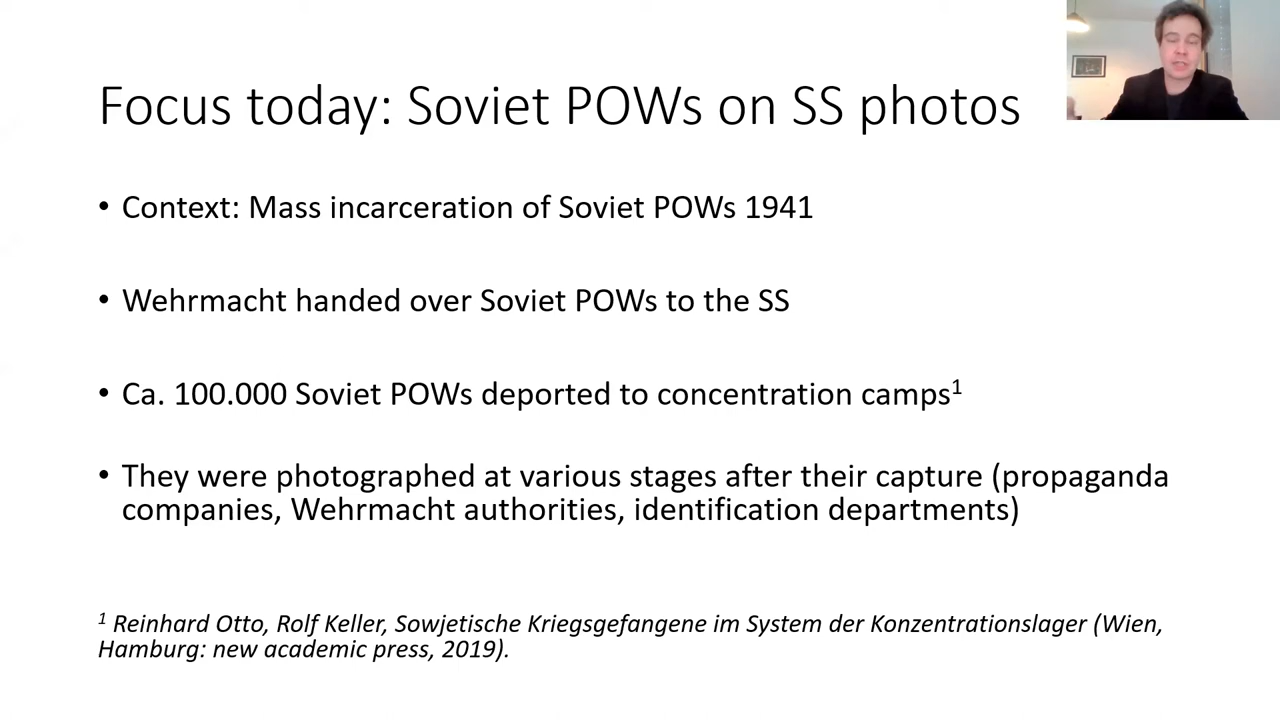 Focus today: Soviet POWs on SS photos
• Context: Mass incarceration of Soviet POWs 1941
• Wehrmacht handed over Soviet POWs to the SS
• Ca. 100.000 Soviet POWs deported to concentration camps¹
• They were photographed at various stages after their capture (propaganda
companies, Wehrmacht authorities, identification departments)
¹ Reinhard Otto, Rolf Keller, Sowjetische Kriegsgefangene im System der Konzentrationslager (Wien,
Hamburg: new academic press, 2019).